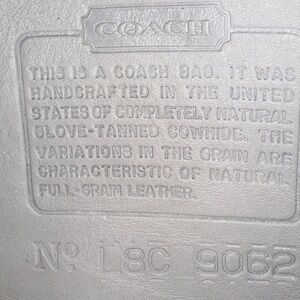 COACH
THIS IS A COACH BAG. IT WAS
HANDCRAFTED IN THE UNITED
STATES OF COMPLETELY NATURAL
GLOVE-TANNED COWHIDE. THE
VARIATIONS IN THE GRAIN ARE
CHARACTERISTIC OF NATURAL
FULL-GRAIN LEATHER.
Nº L8C 9062